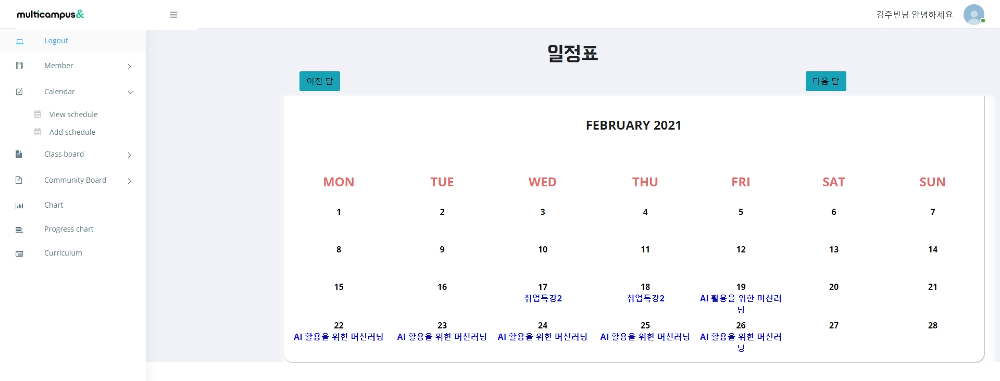 multicampus&
김주빈님 안녕하세요
Logout
Member
Calendar
View schedule
Add schedule
Class board
Community Board
Chart
Progress chart
Curriculum
일정표
이전 달
다음 달
FEBRUARY 2021
MON TUE WED THU FRI SAT SUN
1 2 3 4 5 6 7
8 9 10 11 12 13 14
15 16 17 18 19 20 21
취업특강2 취업특강2 AI 활용을 위한 머신러
닝
22 23 24 25 26 27 28
AI 활용을 위한 머신러닝 AI 활용을 위한 머신러닝 AI 활용을 위한 머신러닝 AI 활용을 위한 머신러닝 AI 활용을 위한 머신러
닝